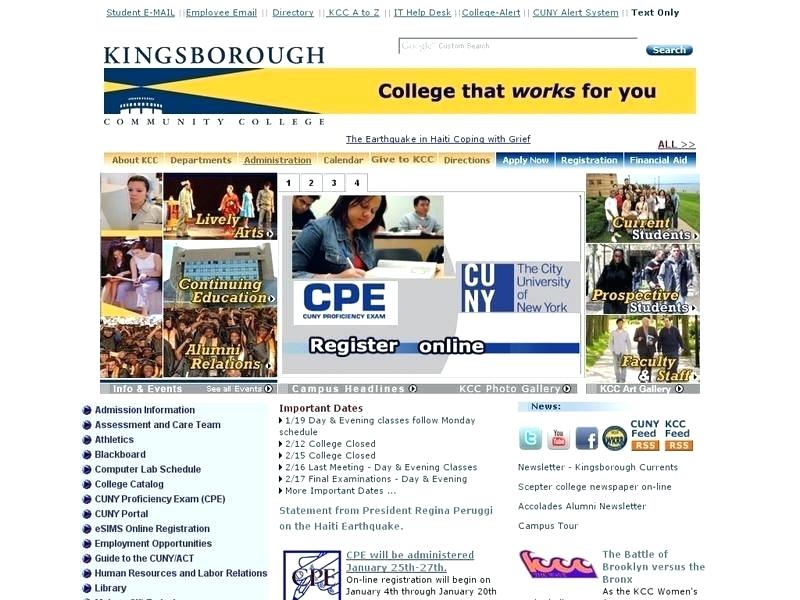 Student E-MAIL || Employee Email || Directory || KCC A to Z || IT Help Desk || College-Alert || CUNY Alert System || Text Only
Google Custom Search
Search
KINGSBOROUGH
College that works for you
COMMUNITY COLLEGE
The Earthquake in Haiti Coping with Grief
ALL >>
About KCC Departments Administration Calendar Give to KCC Directions Apply Now Registration Financial Aid
1 2 3 4
Lively Arts
Continuing Education
Alumni Relations
CPE
CUNY PROFICIENCY EXAM
CU NY
The City University of New York
Register online
Current Students
Prospective Students
Faculty & Staff
Info & Events See all Events Campus Headlines KCC Photo Gallery KCC Art Gallery
Admission Information
Assessment and Care Team
Athletics
Blackboard
Computer Lab Schedule
College Catalog
CUNY Proficiency Exam (CPE)
CUNY Portal
eSIMS Online Registration
Employment Opportunities
Guide to the CUNY/ACT
Human Resources and Labor Relations
Library
Important Dates
1/19 Day & Evening classes follow Monday
schedule
2/12 College Closed
2/15 College Closed
2/16 Last Meeting - Day & Evening Classes
2/17 Final Examinations - Day & Evening
More Important Dates ...
Statement from President Regina Peruggi
on the Haiti Earthquake.
CPE
CPE will be administered
January 25th-27th.
On-line registration will begin on
January 4th through January 20th
News:
You Tube
CUNY Feed
RSS
KCC Feed
RSS
Newsletter - Kingsborough Currents
Scepter college newspaper on-line
Accolades Alumni Newsletter
Campus Tour
kcc
The Battle of
Brooklyn versus the
Bronx
As the KCC Women's